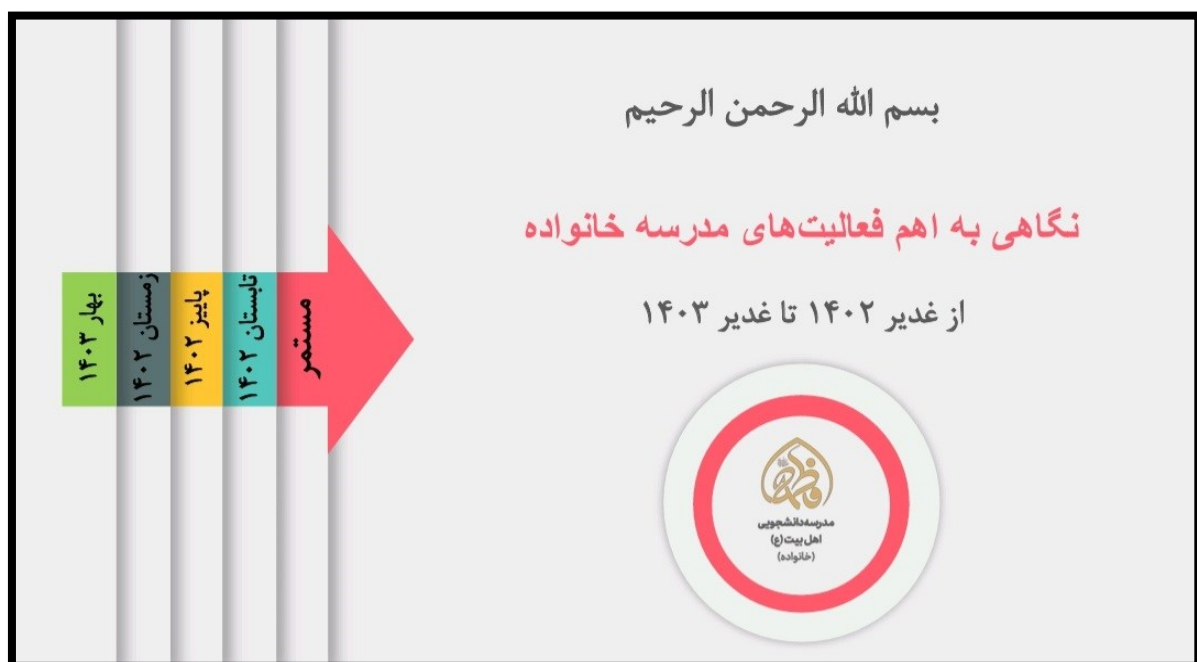 بسم الله الرحمن الرحیم
نگاهی به اهم فعالیت‌های مدرسه خانواده
از غدیر ۱۴۰۲ تا غدیر ۱۴۰۳
مستمر
تابستان ۱۴۰۲
پاییز ۱۴۰۲
زمستان ۱۴۰۲
بهار ۱۴۰۳
فاطمه
مدرسه‌دانشجویی
اهل بیت (ع)
(خانواده)